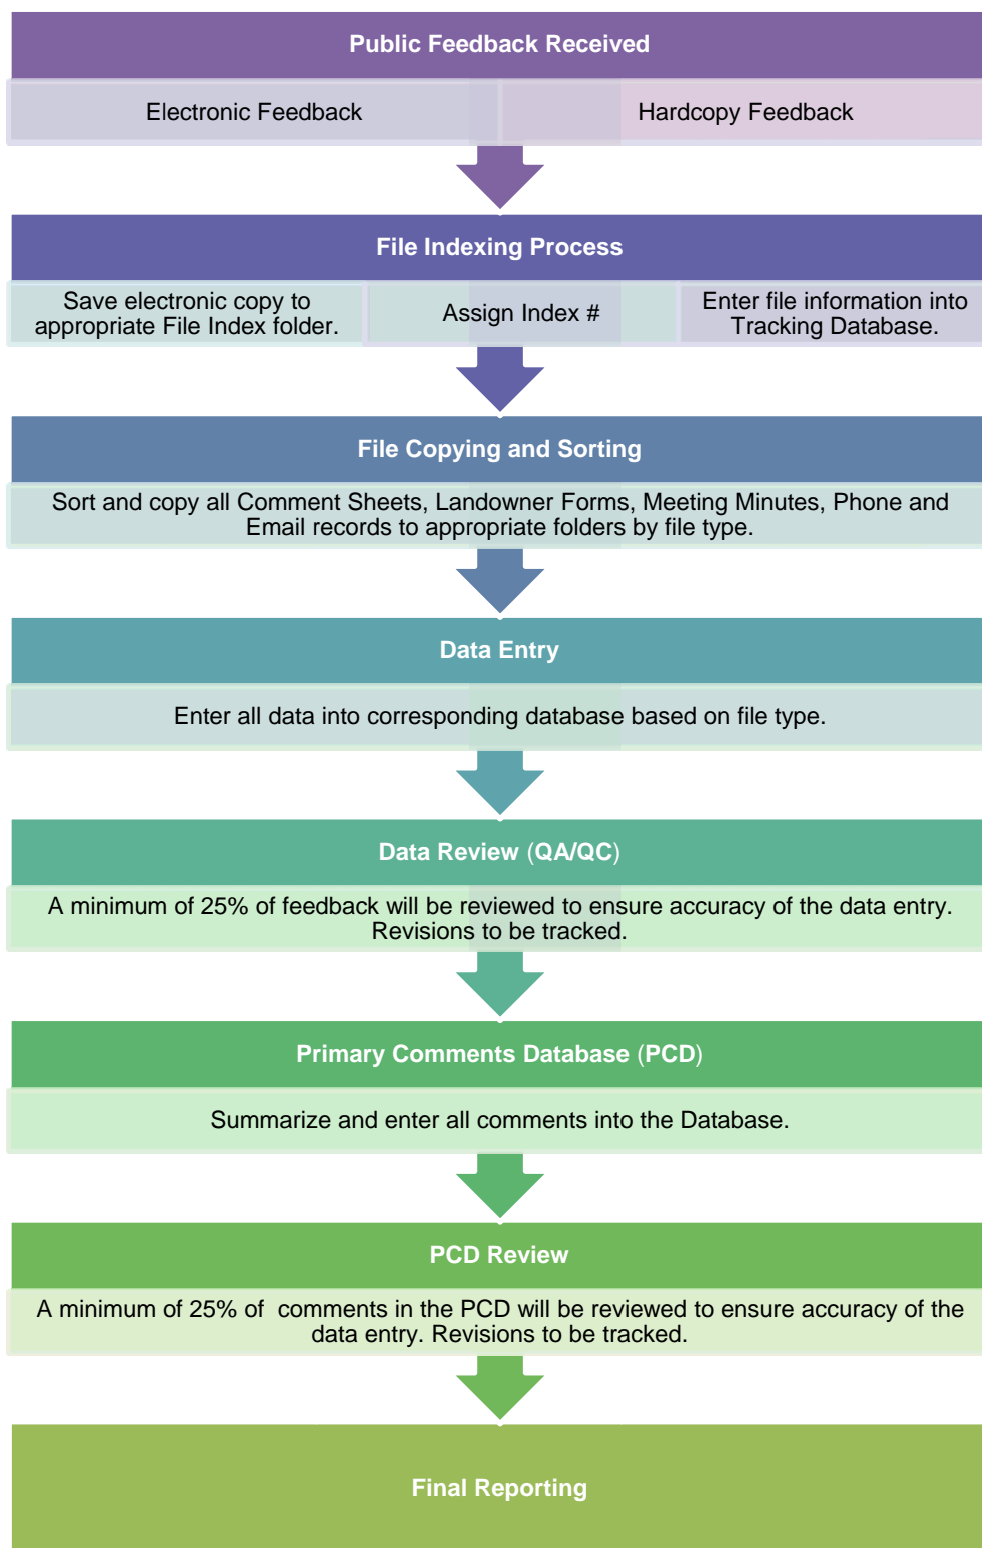 Public Feedback Received
Electronic Feedback
Hardcopy Feedback
File Indexing Process
Save electronic copy to
appropriate File Index folder.
Assign Index #
Enter file information into
Tracking Database.
File Copying and Sorting
Sort and copy all Comment Sheets, Landowner Forms, Meeting Minutes, Phone and
Email records to appropriate folders by file type.
Data Entry
Enter all data into corresponding database based on file type.
Data Review (QA/QC)
A minimum of 25% of feedback will be reviewed to ensure accuracy of the data entry.
Revisions to be tracked.
Primary Comments Database (PCD)
Summarize and enter all comments into the Database.
PCD Review
A minimum of 25% of  comments in the PCD will be reviewed to ensure accuracy of the
data entry. Revisions to be tracked.
Final Reporting